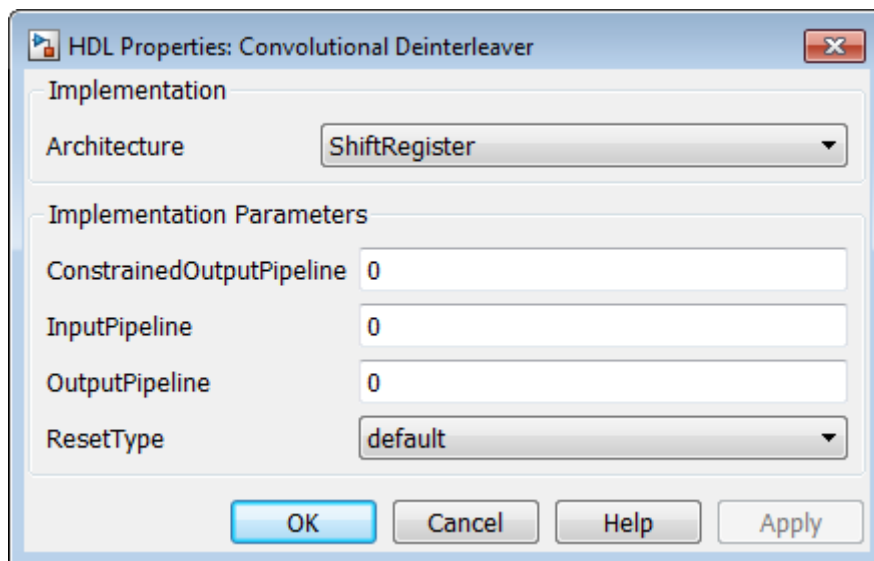 HDL Properties: Convolutional Deinterleaver
Implementation
Architecture ShiftRegister
Implementation Parameters
ConstrainedOutputPipeline 0
InputPipeline 0
OutputPipeline 0
ResetType default
OK Cancel Help Apply